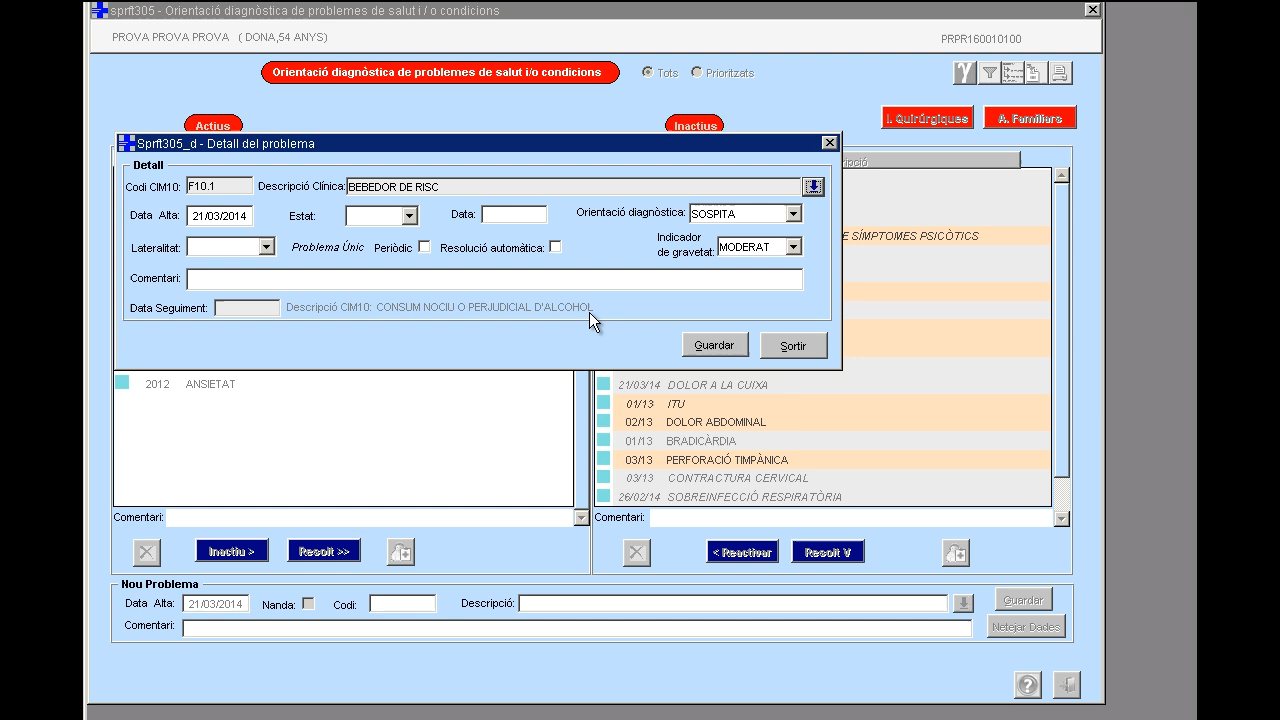 sprft305 - Orientació diagnòstica de problemes de salut i / o condicions
PROVA PROVA PROVA ( DONA,54 ANYS)
PRPR160010100
Orientació diagnòstica de problemes de salut i/o condicions
Tots
Prioritzats
I. Quirúrgiques
A. Familiars
Actius
Inactius
Sprft305_d - Detall del problema
Detall
Codi CIM10: F10.1
Descripció Clínica: BEBEDOR DE RISC
Data Alta: 21/03/2014
Estat:
Data:
Orientació diagnòstica: SOSPITA
Lateralitat:
Problema Únic
Periòdic
Resolució automàtica:
Indicador
de gravetat: MODERAT
Comentari:
Data Seguiment:
Descripció CIM10: CONSUM NOCIU O PERJUDICIAL D'ALCOHOL
Guardar
Sortir
ripció
E SÍMPTOMES PSICÒTICS
2012 ANSIETAT
21/03/14 DOLOR A LA CUIXA
01/13 ITU
02/13 DOLOR ABDOMINAL
01/13 BRADICÀRDIA
03/13 PERFORACIÓ TIMPÀNICA
03/13 CONTRACTURA CERVICAL
26/02/14 SOBREINFECCIÓ RESPIRATÒRIA
Comentari:
Comentari:
Inactiu >
Resolt >>
< Reactivar
Resolt V
Nou Problema
Data Alta: 21/03/2014
Nanda:
Codi:
Descripció:
Guardar
Comentari:
Netejar Dades